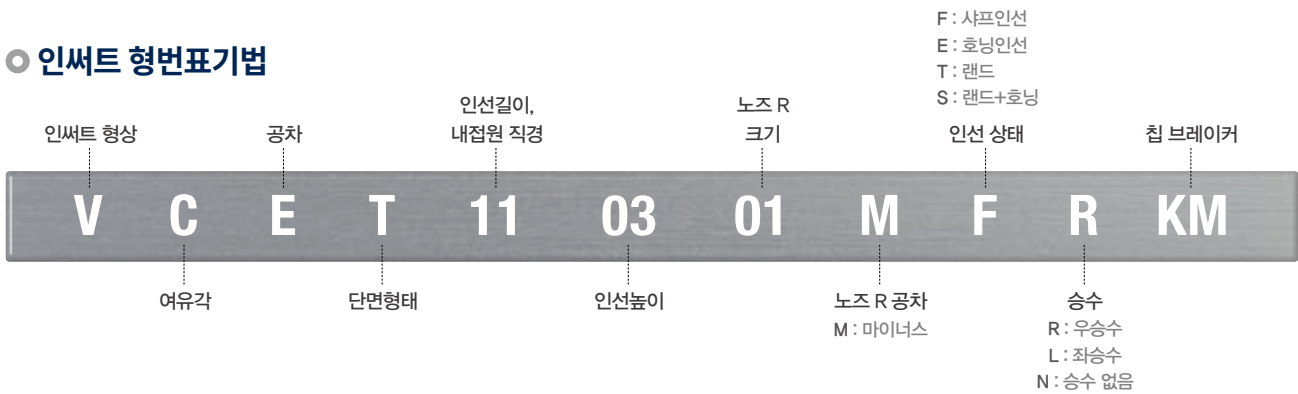 인써트 형번표기법
F : 샤프인선
E : 호닝인선
T : 랜드
S : 랜드+호닝
인써트 형상
공차
인선길이,
내접원 직경
노즈 R
크기
인선 상태
칩 브레이커
V C E T 11 03 01 M F R KM
여유각
단면형태
인선높이
노즈 R 공차
M : 마이너스
승수
R : 우승수
L : 좌승수
N : 승수 없음